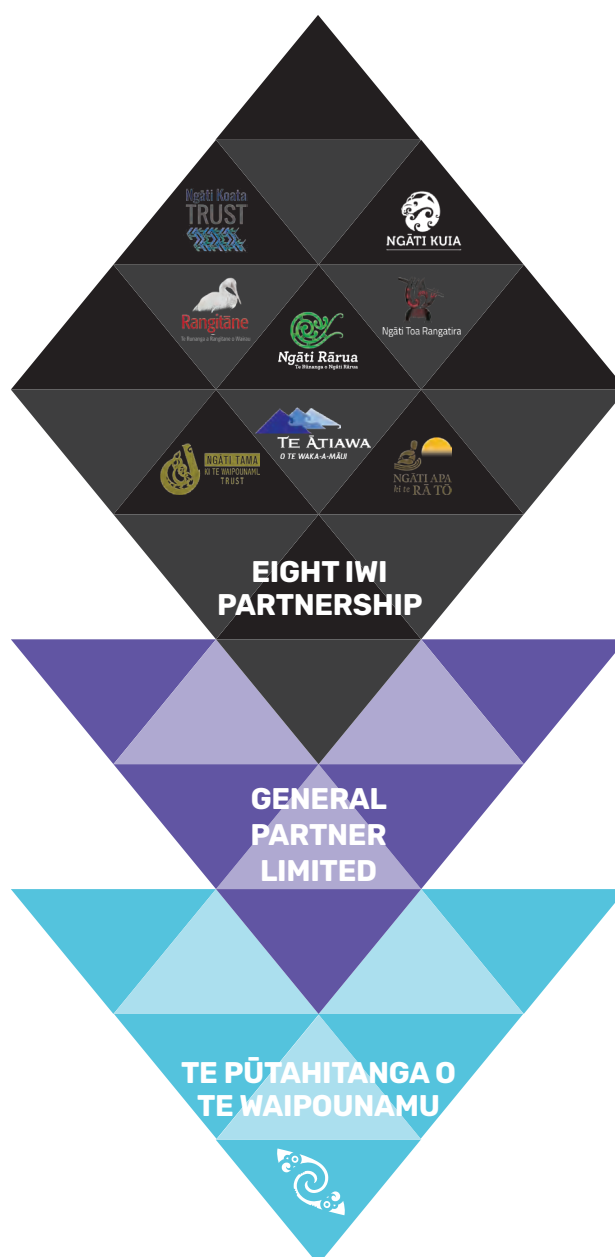 Ngāti Koata
TRUST
NGĀTI KUIA
Rangitāne
Te Rūnanga a Rangitāne o Wairau
Ngāti Rārua
Te Rūnanga o Ngāti Rārua
Ngāti Toa Rangatira
NGĀTI TAMA
KI TE WAIPOUNAMU
TRUST
TE ĀTIAWA
O TE WAKA-A-MĀUI
NGĀTI APA
ki te RĀ TŌ
EIGHT IWI
PARTNERSHIP
GENERAL
PARTNER
LIMITED
TE PŪTAHITANGA O
TE WAIPOUNAMU